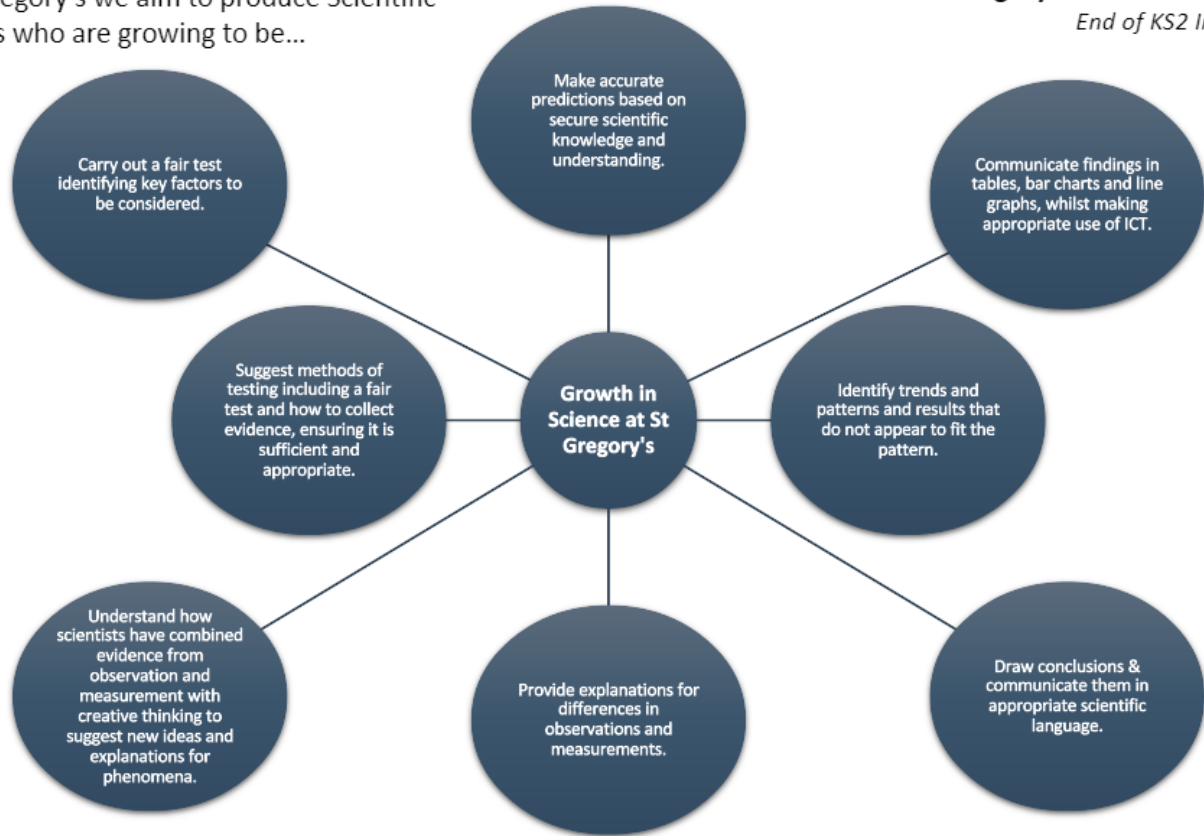 egory's we aim to produce Scientific
s who are growing to be...
End of KS2
Make accurate
predictions based on
secure scientific
knowledge and
understanding.
Carry out a fair test
identifying key factors to
be considered.
Communicate findings in
tables, bar charts and line
graphs, whilst making
appropriate use of ICT.
Suggest methods of
testing including a fair
test and how to collect
evidence, ensuring it is
sufficient and
appropriate.
Growth in
Science at St
Gregory's
Identify trends and
patterns and results that
do not appear to fit the
pattern.
Understand how
scientists have combined
evidence from
observation and
measurement with
creative thinking to
suggest new ideas and
explanations for
phenomena.
Provide explanations for
differences in
observations and
measurements.
Draw conclusions &
communicate them in
appropriate scientific
language.